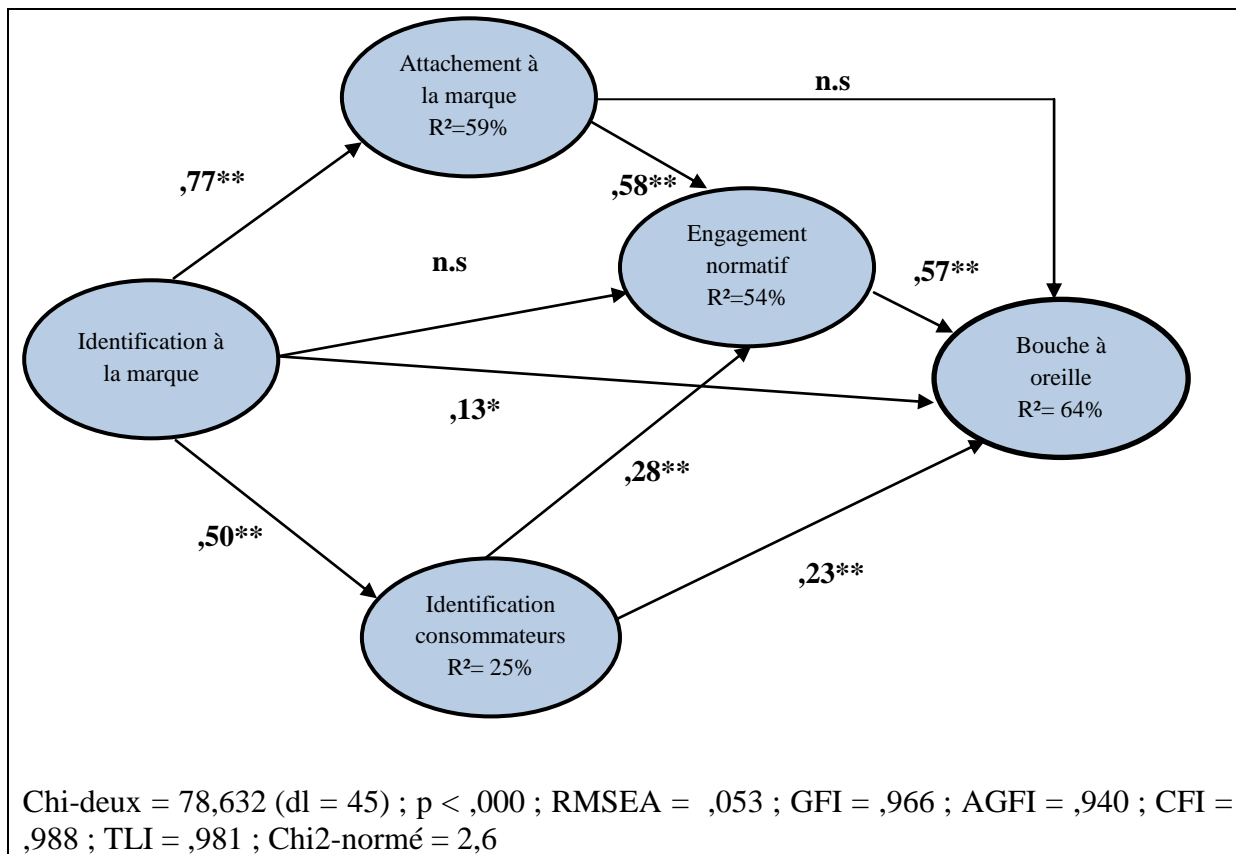 Attachement à
la marque
R²=59%
n.s
,77**
,58**
Engagement
normatif
R²=54%
n.s
,57**
Identification à
la marque
Bouche à
oreille
R²= 64%
,13*
,28**
,50**
,23**
Identification
consommateurs
R²= 25%
Chi-deux = 78,632 (dl = 45) ; p < ,000 ; RMSEA = ,053 ; GFI = ,966 ; AGFI = ,940 ; CFI =
,988 ; TLI = ,981 ; Chi2-normé = 2,6